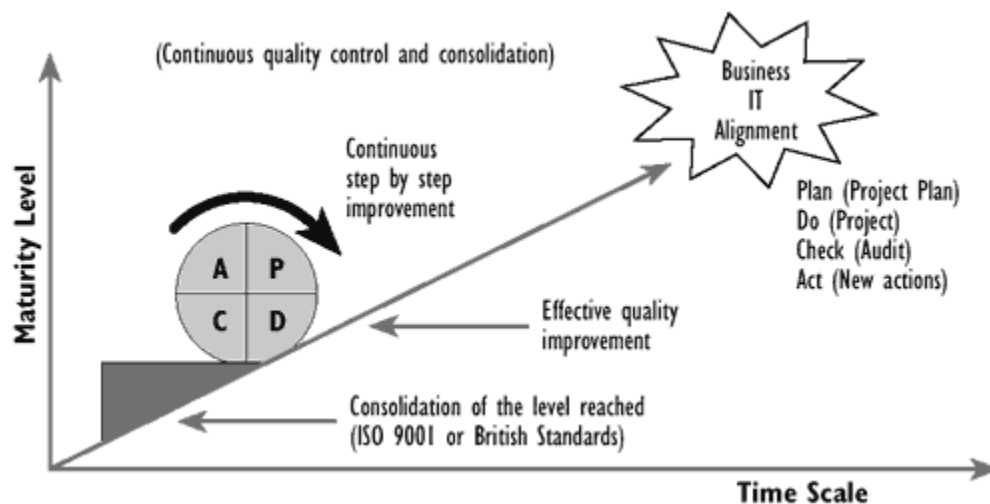 (Continuous quality control and consolidation)
Business
IT
Alignment
Continuous
step by step
improvement
Plan (Project Plan)
Do (Project)
Check (Audit)
Act (New actions)
A P
C D
Effective quality
improvement
Consolidation of the level reached
(ISO 9001 or British Standards)
Maturity Level
Time Scale